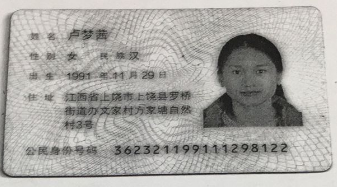 姓名 卢梦茜
性别 女 民族 汉
出生 1991 年 11 月 29 日
住址 江西省上饶市上饶县罗桥
街道办文家村方家塘自然
村3号
公民身份号码 362321199111298122